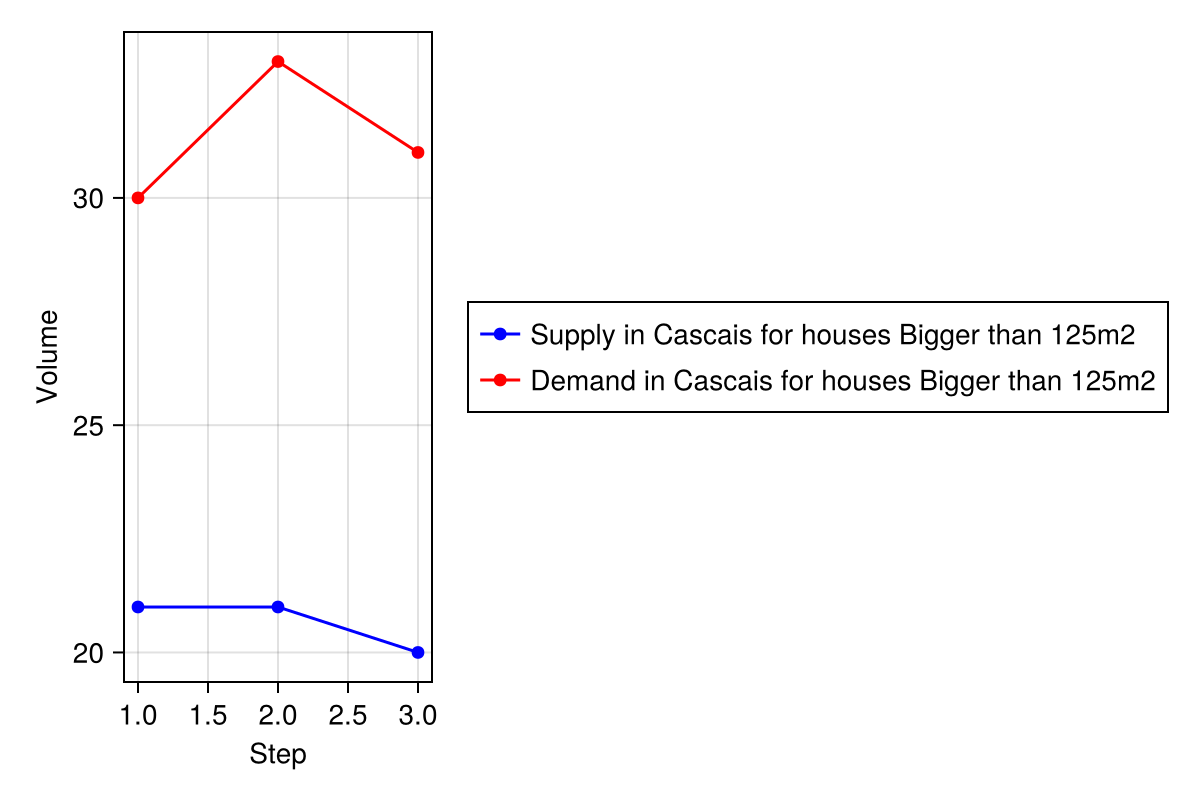 Volume
30
25
20
1.0 1.5 2.0 2.5 3.0
Step
Supply in Cascais for houses Bigger than 125m2
Demand in Cascais for houses Bigger than 125m2